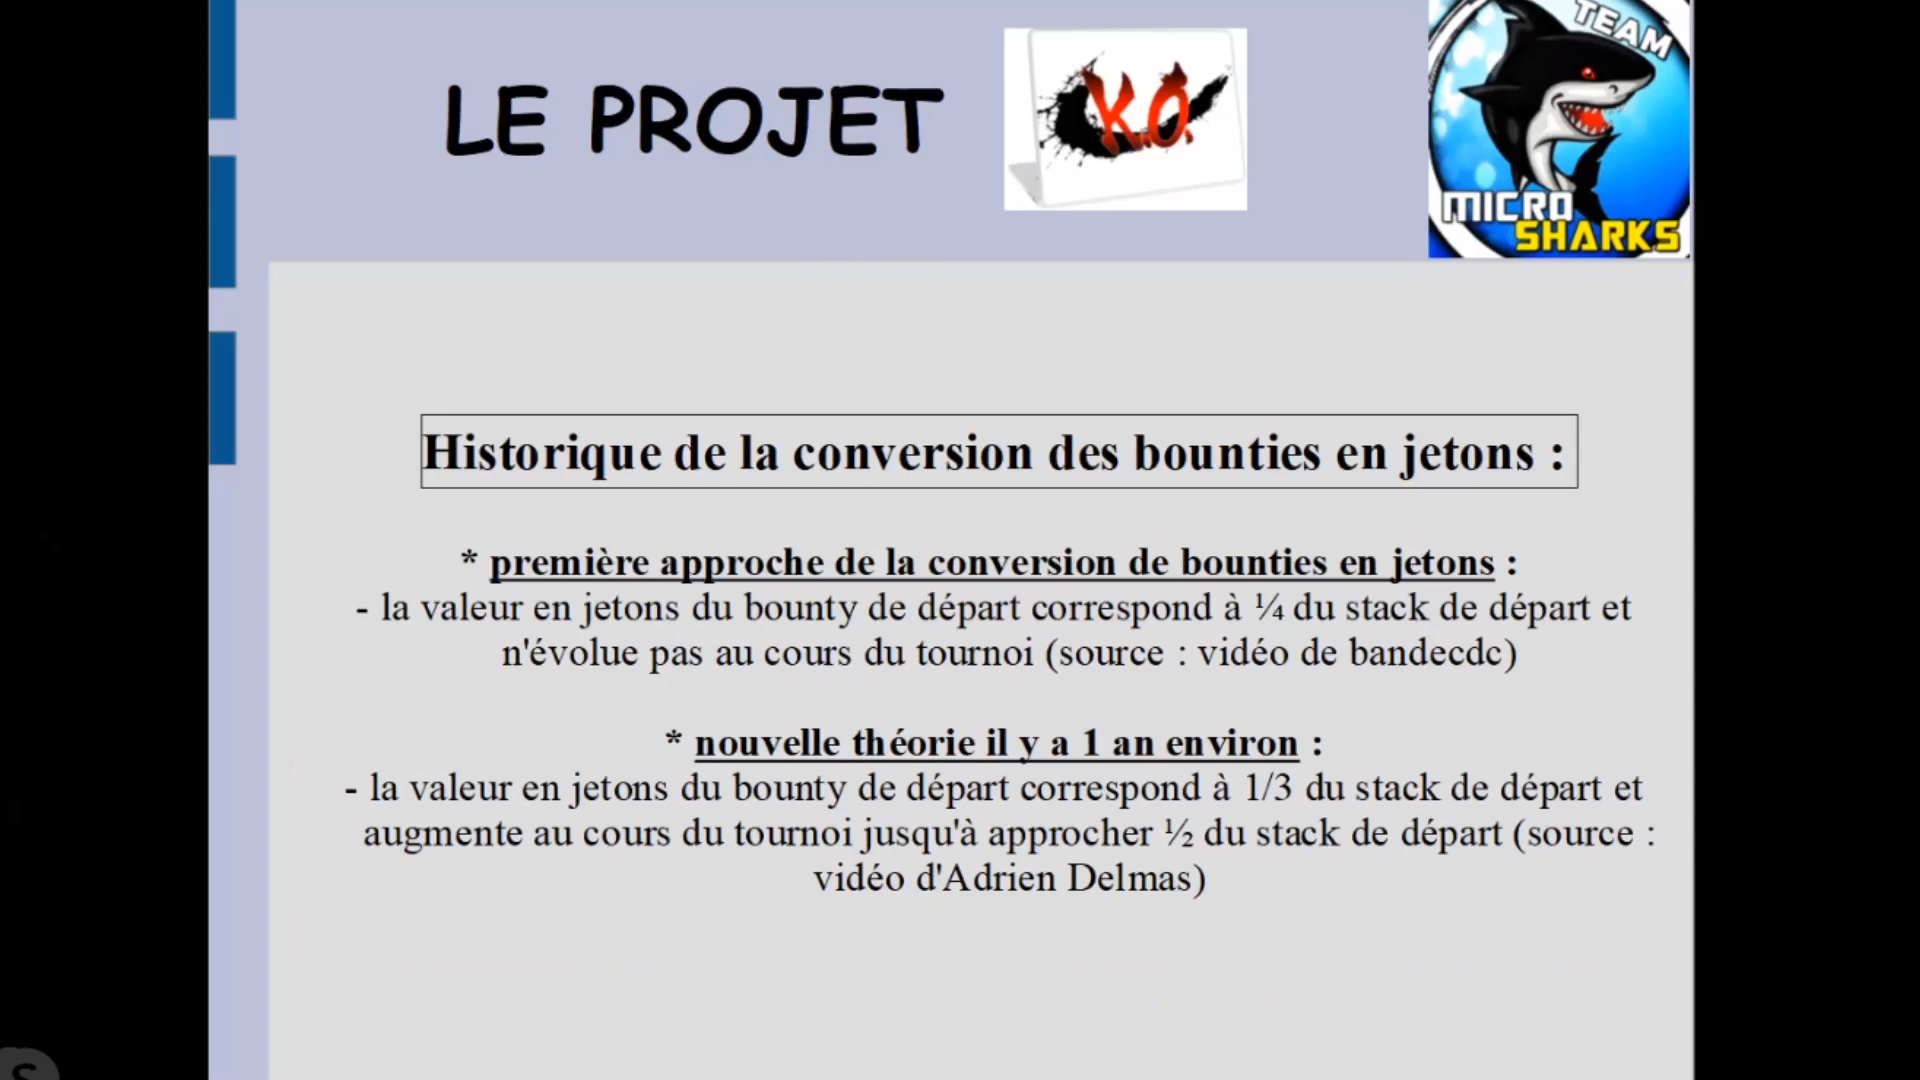 LE PROJET
K.O.
TEAM
MICRO
SHARKS
Historique de la conversion des bounties en jetons :
* première approche de la conversion de bounties en jetons :
- la valeur en jetons du bounty de départ correspond à ¼ du stack de départ et
n'évolue pas au cours du tournoi (source : vidéo de bandecdc)
* nouvelle théorie il y a 1 an environ :
- la valeur en jetons du bounty de départ correspond à 1/3 du stack de départ et
augmente au cours du tournoi jusqu'à approcher ½ du stack de départ (source :
vidéo d'Adrien Delmas)
S